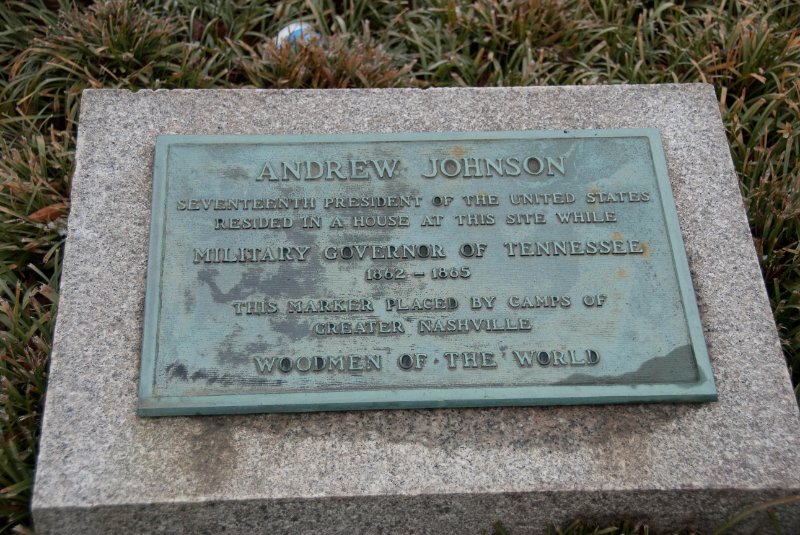 ANDREW JOHNSON
SEVENTEENTH PRESIDENT OF THE UNITED STATES
RESIDED IN A HOUSE AT THIS SITE WHILE
MILITARY GOVERNOR OF TENNESSEE
1862 - 1865
THIS MARKER PLACED BY CAMPS OF
GREATER NASHVILLE
WOODMEN OF THE WORLD